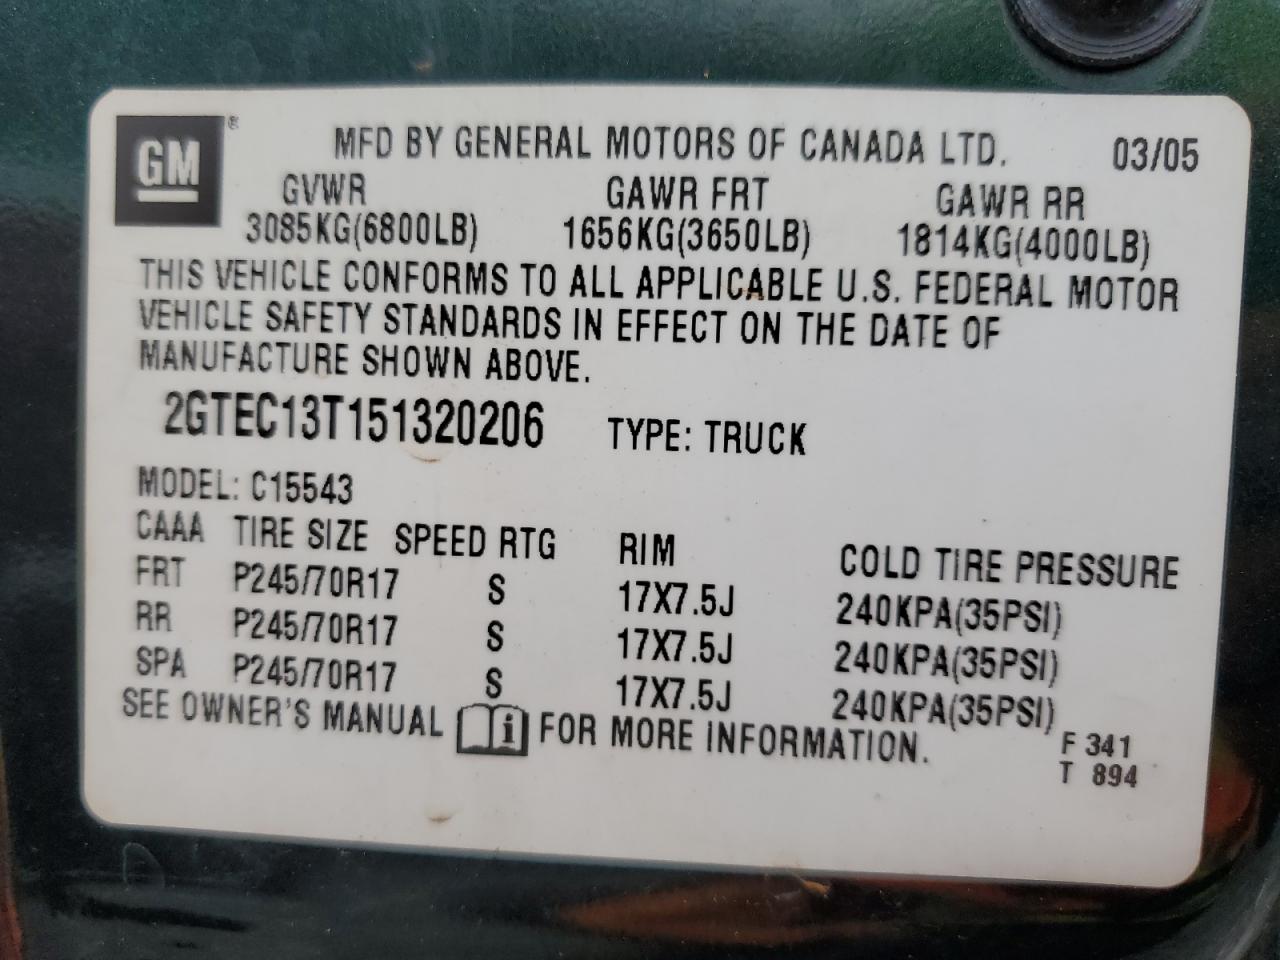 GM®
MFD BY GENERAL MOTORS OF CANADA LTD. 03/05
GVWR GAWR FRT GAWR RR
3085KG(6800LB) 1656KG(3650LB) 1814KG(4000LB)
THIS VEHICLE CONFORMS TO ALL APPLICABLE U.S. FEDERAL MOTOR
VEHICLE SAFETY STANDARDS IN EFFECT ON THE DATE OF
MANUFACTURE SHOWN ABOVE.
2GTEC13T151320206 TYPE: TRUCK
MODEL: C15543
CAAA TIRE SIZE SPEED RTG RIM COLD TIRE PRESSURE
FRT P245/70R17 S 17X7.5J 240KPA(35PSI)
RR P245/70R17 S 17X7.5J 240KPA(35PSI)
SPA P245/70R17 S 17X7.5J 240KPA(35PSI)
SEE OWNER'S MANUAL i FOR MORE INFORMATION.
F 341
T 894